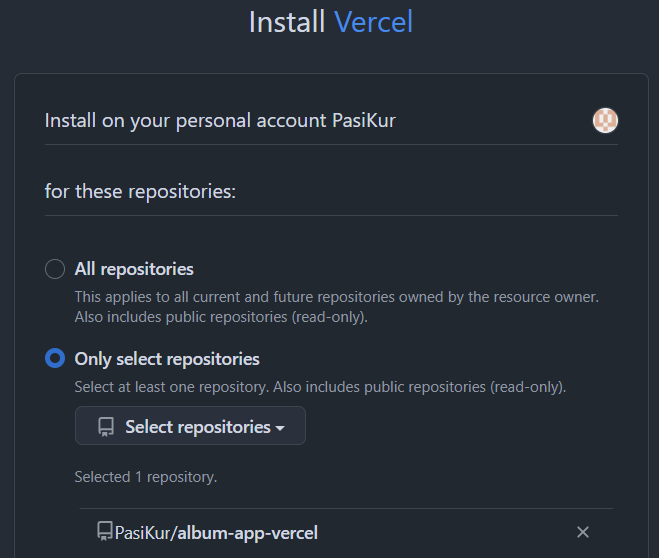 Install Vercel
Install on your personal account PasiKur
for these repositories:
All repositories
This applies to all current and future repositories owned by the resource owner.
Also includes public repositories (read-only).
Only select repositories
Select at least one repository. Also includes public repositories (read-only).
Select repositories
Selected 1 repository.
PasiKur/album-app-vercel